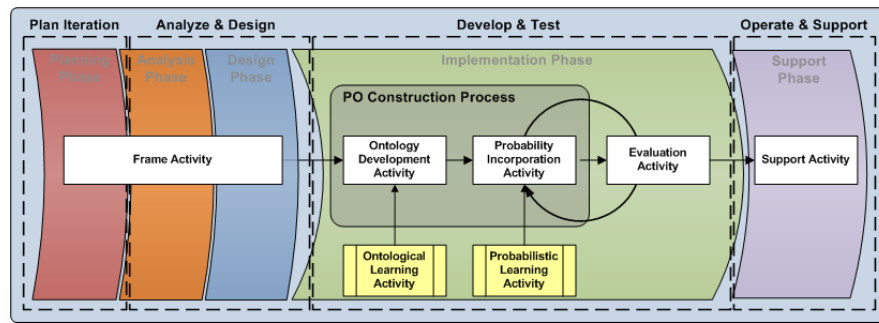 Plan Iteration
Analyze & Design
Develop & Test
Operate & Support
Planning
Phase
Analysis
Phase
Design
Phase
Implementation Phase
Support
Phase
PO Construction Process
Frame Activity
Ontology
Development
Activity
Probability
Incorporation
Activity
Evaluation
Activity
Support Activity
Ontological
Learning
Activity
Probabilistic
Learning
Activity